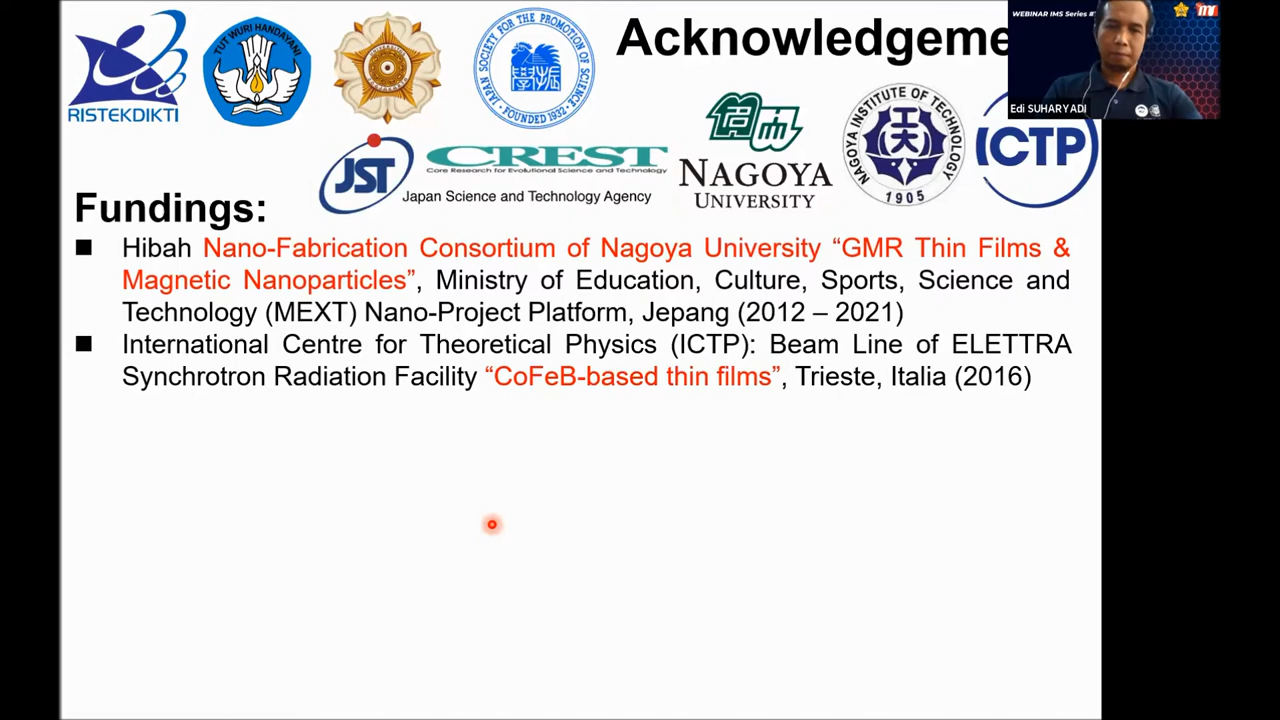 RISTEKDIKTI
TUT WURI HANDAYANI
JAPAN SOCIETY FOR THE PROMOTION OF SCIENCE
FOUNDED 1932
Acknowledgeme
WEBINAR IMS Series #
Edi SUHARYADI
JST
CREST
Core Research for Evolutional Science and Technology
Japan Science and Technology Agency
NAGOYA
UNIVERSITY
NAGOYA INSTITUTE OF TECHNOLOGY
1905
ICTP
Fundings:
■ Hibah Nano-Fabrication Consortium of Nagoya University “GMR Thin Films &
Magnetic Nanoparticles”, Ministry of Education, Culture, Sports, Science and
Technology (MEXT) Nano-Project Platform, Jepang (2012 – 2021)
■ International Centre for Theoretical Physics (ICTP): Beam Line of ELETTRA
Synchrotron Radiation Facility “CoFeB-based thin films”, Trieste, Italia (2016)